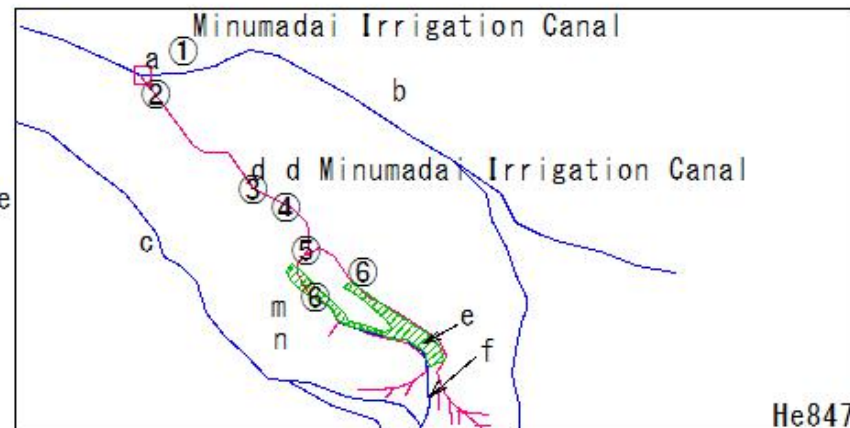 Minumadai Irrigation Canal
a ①
②
b
d d Minumadai Irrigation Canal
③
④
e
c
⑤
⑥
⑥
m
n
e
f
He847